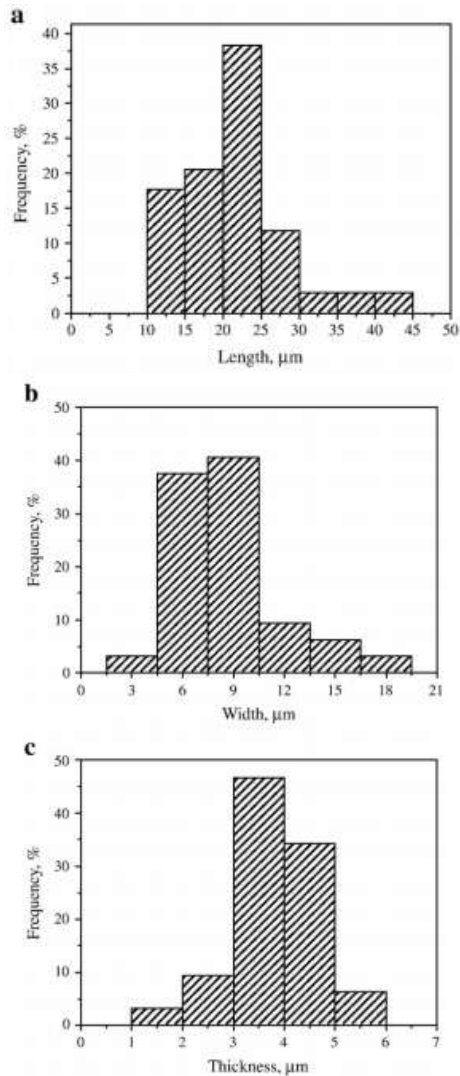 a
40
35
30
25
20
15
10
5
0
Frequency, %
0 5 10 15 20 25 30 35 40 45 50
Length, μm
b
50
40
30
20
10
0
Frequency, %
0 3 6 9 12 15 18 21
Width, μm
c
50
40
30
20
10
0
Frequency, %
0 1 2 3 4 5 6 7
Thickness, μm